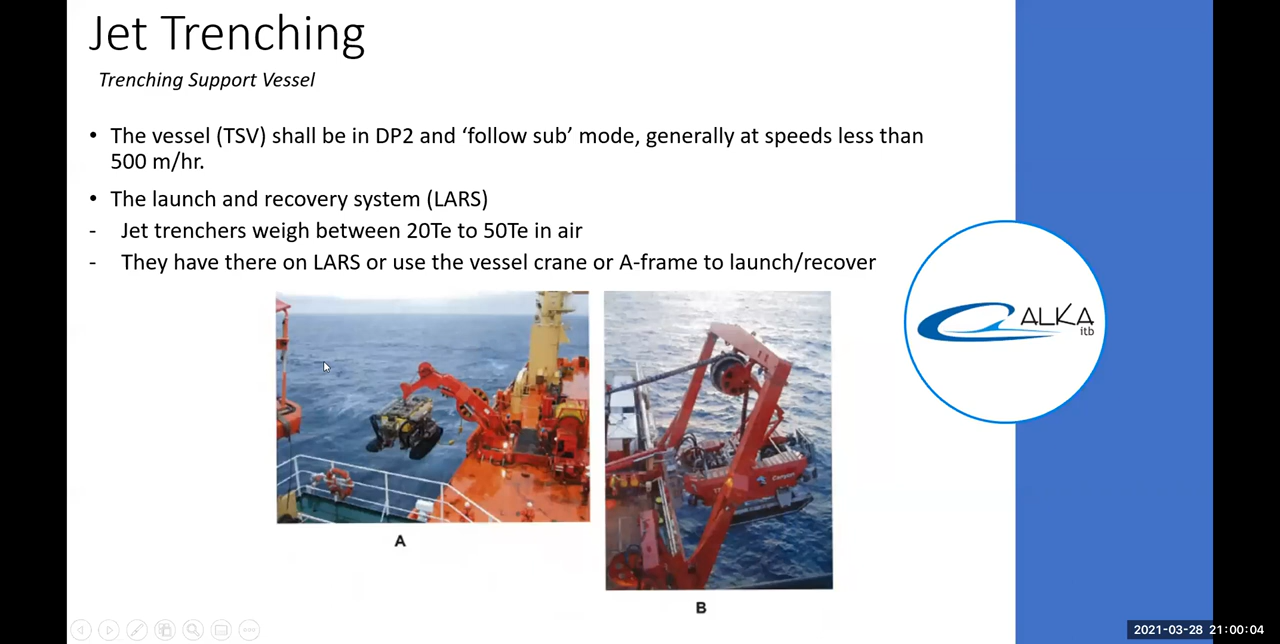 Jet Trenching
Trenching Support Vessel
• The vessel (TSV) shall be in DP2 and ‘follow sub’ mode, generally at speeds less than
500 m/hr.
• The launch and recovery system (LARS)
- Jet trenchers weigh between 20Te to 50Te in air
- They have there on LARS or use the vessel crane or A-frame to launch/recover
ALKA
itb
Canyon
A
B
2021-03-28 21:00:04